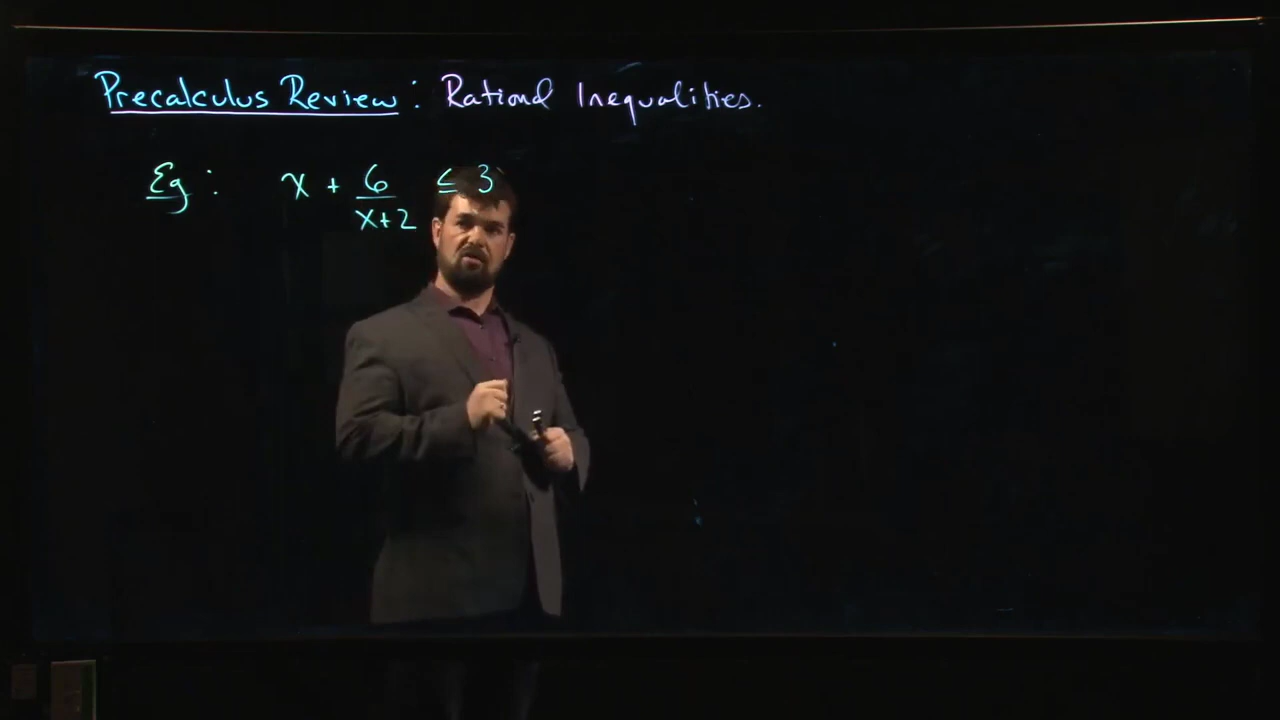 Precalculus Review: Rational Inequalities.
Eg: x + 6/(x+2) ≤ 3